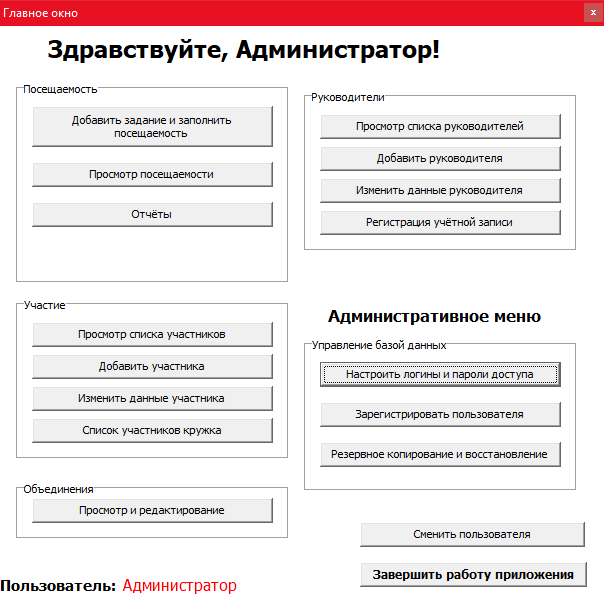 Главное окно
x
Здравствуйте, Администратор!
Посещаемость
Добавить задание и заполнить
посещаемость
Просмотр посещаемости
Отчёты
Руководители
Просмотр списка руководителей
Добавить руководителя
Изменить данные руководителя
Регистрация учётной записи
Участие
Просмотр списка участников
Добавить участника
Изменить данные участника
Список участников кружка
Административное меню
Управление базой данных
Настроить логины и пароли доступа
Зарегистрировать пользователя
Резервное копирование и восстановление
Объединения
Просмотр и редактирование
Сменить пользователя
Завершить работу приложения
Пользователь: Администратор